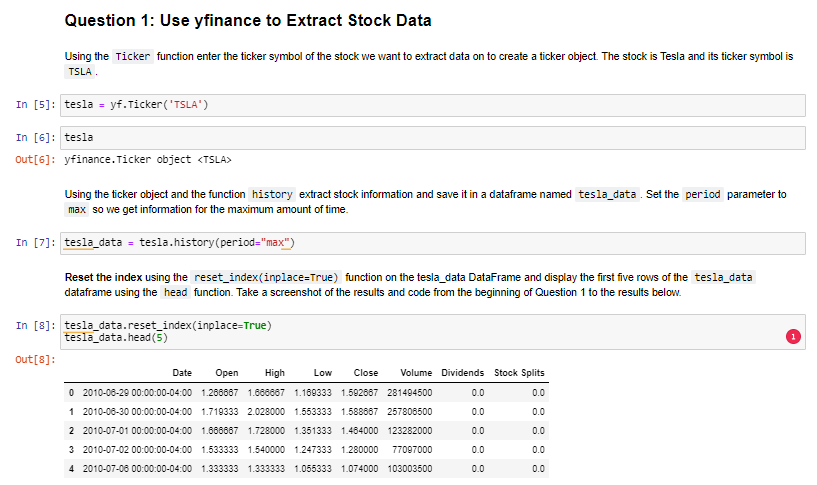 Question 1: Use yfinance to Extract Stock Data
Using the Ticker function enter the ticker symbol of the stock we want to extract data on to create a ticker object. The stock is Tesla and its ticker symbol is
TSLA .
In [5]: tesla = yf.Ticker('TSLA')
In [6]: tesla
Out[6]: yfinance.Ticker object <TSLA>
Using the ticker object and the function history extract stock information and save it in a dataframe named tesla_data . Set the period parameter to
max so we get information for the maximum amount of time.
In [7]: tesla_data = tesla.history(period="max")
Reset the index using the reset_index(inplace=True) function on the tesla_data DataFrame and display the first five rows of the tesla_data
dataframe using the head function. Take a screenshot of the results and code from the beginning of Question 1 to the results below.
In [8]: tesla_data.reset_index(inplace=True)
tesla_data.head(5)
1
Out[8]:
Date Open High Low Close Volume Dividends Stock Splits
0 2010-06-29 00:00:00-04:00 1.266667 1.666667 1.169333 1.592667 281494500 0.0 0.0
1 2010-06-30 00:00:00-04:00 1.719333 2.028000 1.553333 1.588667 257806500 0.0 0.0
2 2010-07-01 00:00:00-04:00 1.666667 1.728000 1.351333 1.464000 123282000 0.0 0.0
3 2010-07-02 00:00:00-04:00 1.533333 1.540000 1.247333 1.280000 77097000 0.0 0.0
4 2010-07-06 00:00:00-04:00 1.333333 1.333333 1.055333 1.074000 103003500 0.0 0.0